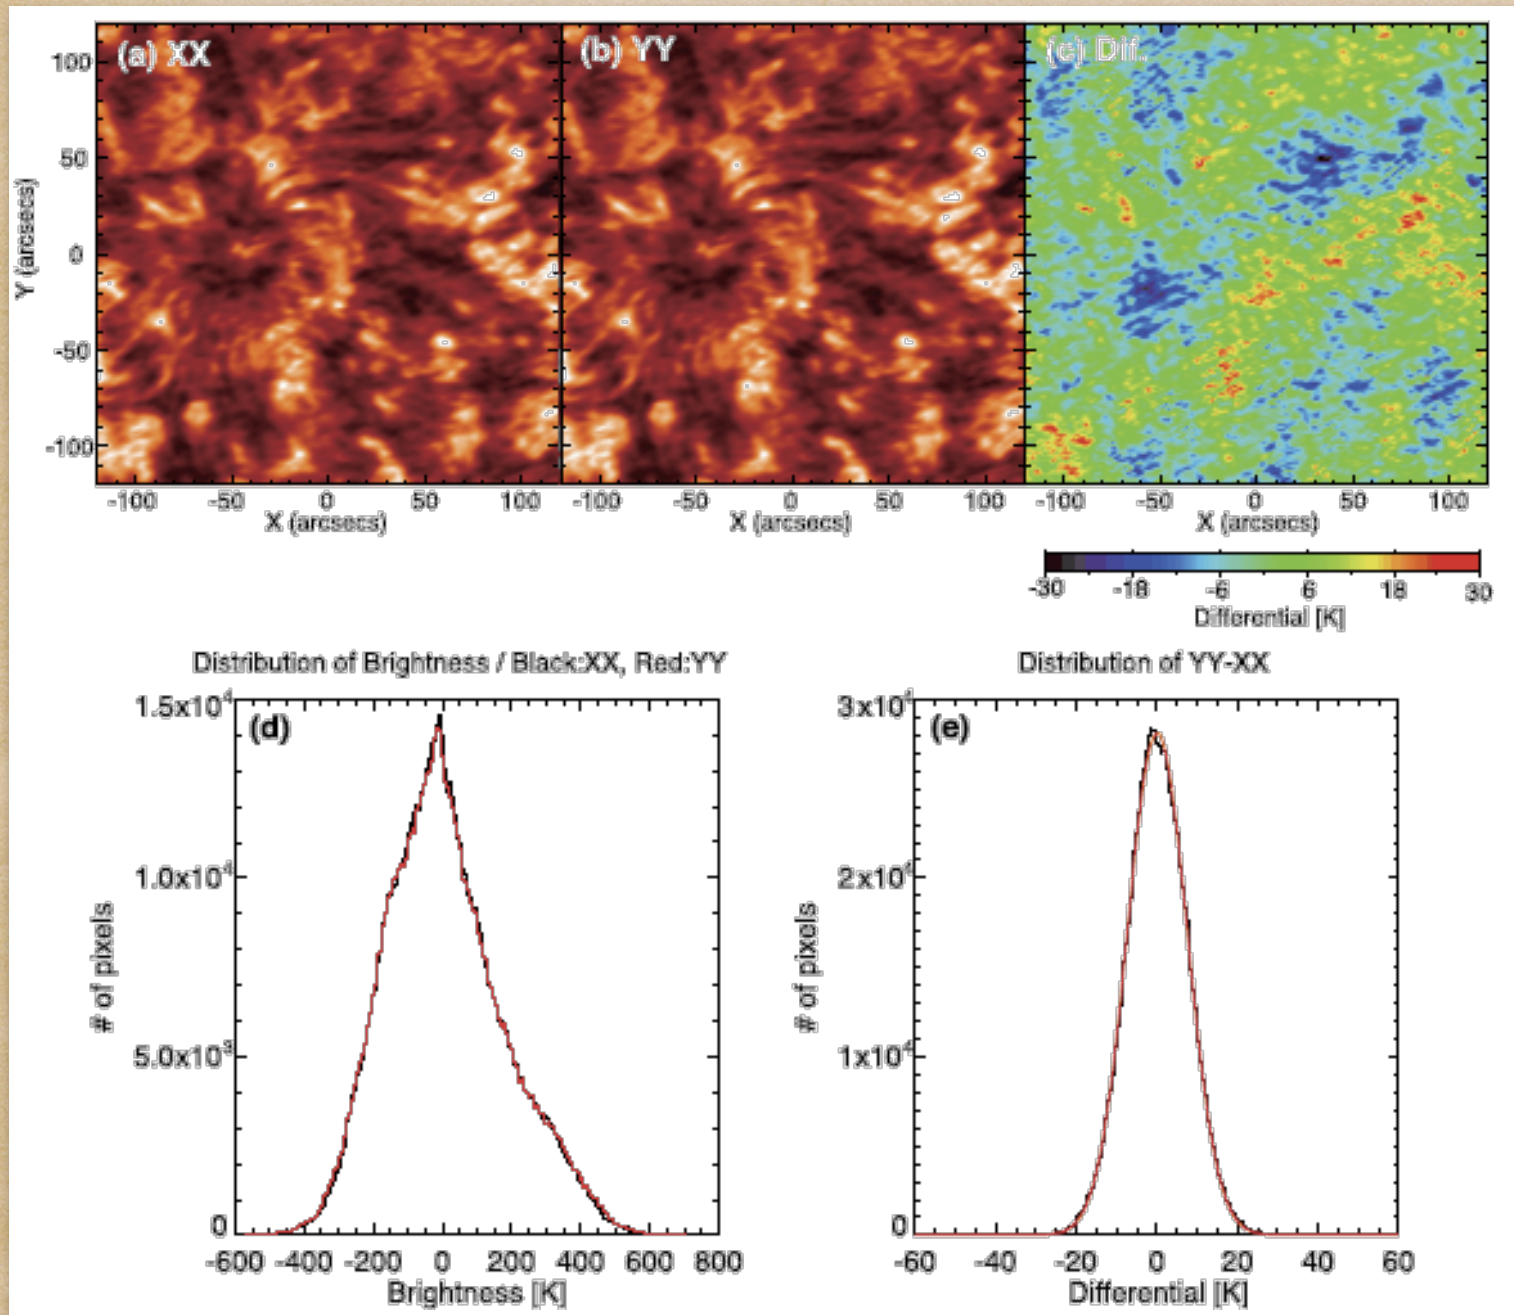 (a) XX
(b) YY
(c) Dif.
100
50
0
-50
-100
Y (arcsecs)
-100 -50 0 50 100
-100 -50 0 50 100
-100 -50 0 50 100
X (arcsecs)
X (arcsecs)
X (arcsecs)
-30 -18 -6 6 18 30
Differential [K]
Distribution of Brightness / Black:XX, Red:YY
(d)
1.5x10⁴
1.0x10⁴
5.0x10³
0
# of pixels
-600 -400 -200 0 200 400 600 800
Brightness [K]
Distribution of YY-XX
(e)
3x10⁴
2x10⁴
1x10⁴
0
# of pixels
-60 -40 -20 0 20 40 60
Differential [K]